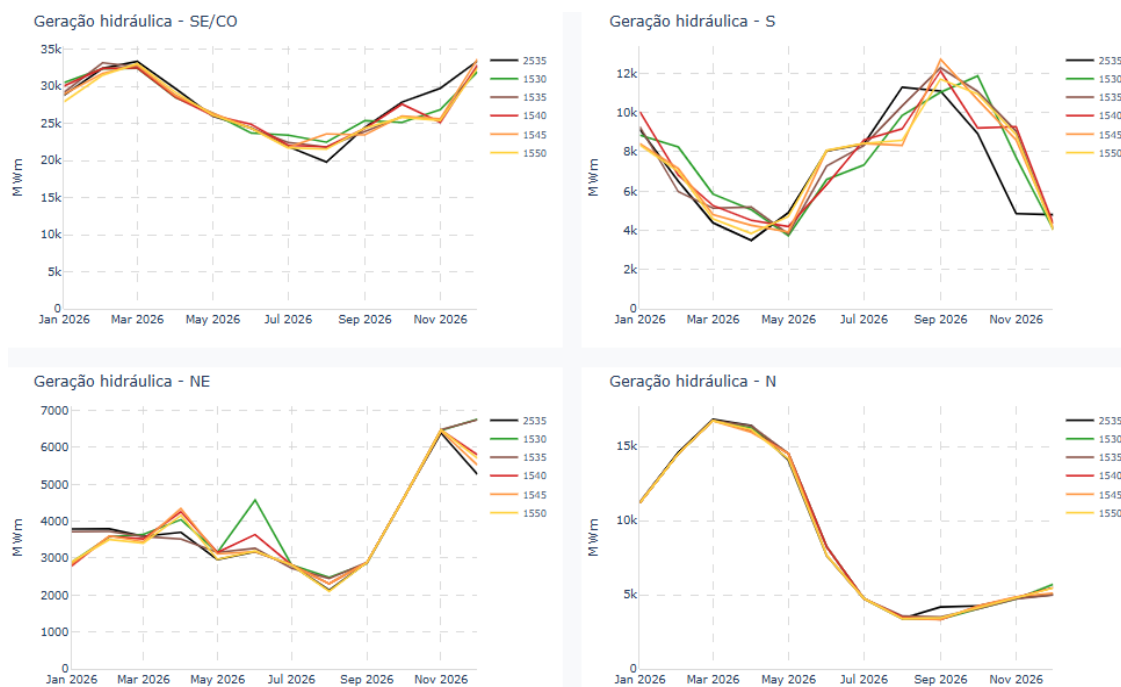 Geração hidráulica - SE/CO
35k
30k
25k
20k
15k
10k
5k
0
MWm
Jan 2026 Mar 2026 May 2026 Jul 2026 Sep 2026 Nov 2026
2535
1530
1535
1540
1545
1550
Geração hidráulica - S
12k
10k
8k
6k
4k
2k
0
MWm
Jan 2026 Mar 2026 May 2026 Jul 2026 Sep 2026 Nov 2026
2535
1530
1535
1540
1545
1550
Geração hidráulica - NE
7000
6000
5000
4000
3000
2000
1000
0
MWm
Jan 2026 Mar 2026 May 2026 Jul 2026 Sep 2026 Nov 2026
2535
1530
1535
1540
1545
1550
Geração hidráulica - N
15k
10k
5k
0
MWm
Jan 2026 Mar 2026 May 2026 Jul 2026 Sep 2026 Nov 2026
2535
1530
1535
1540
1545
1550